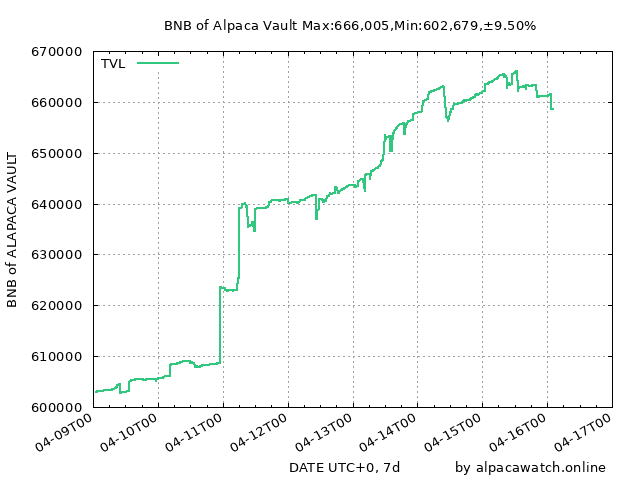 BNB of Alpaca Vault Max:666,005,Min:602,679,±9.50%
670000
TVL
660000
650000
640000
630000
620000
610000
600000
BNB of ALAPACA VAULT
04-09T00
04-10T00
04-11T00
04-12T00
04-13T00
04-14T00
04-15T00
04-16T00
04-17T00
DATE UTC+0, 7d
by alpacawatch.online